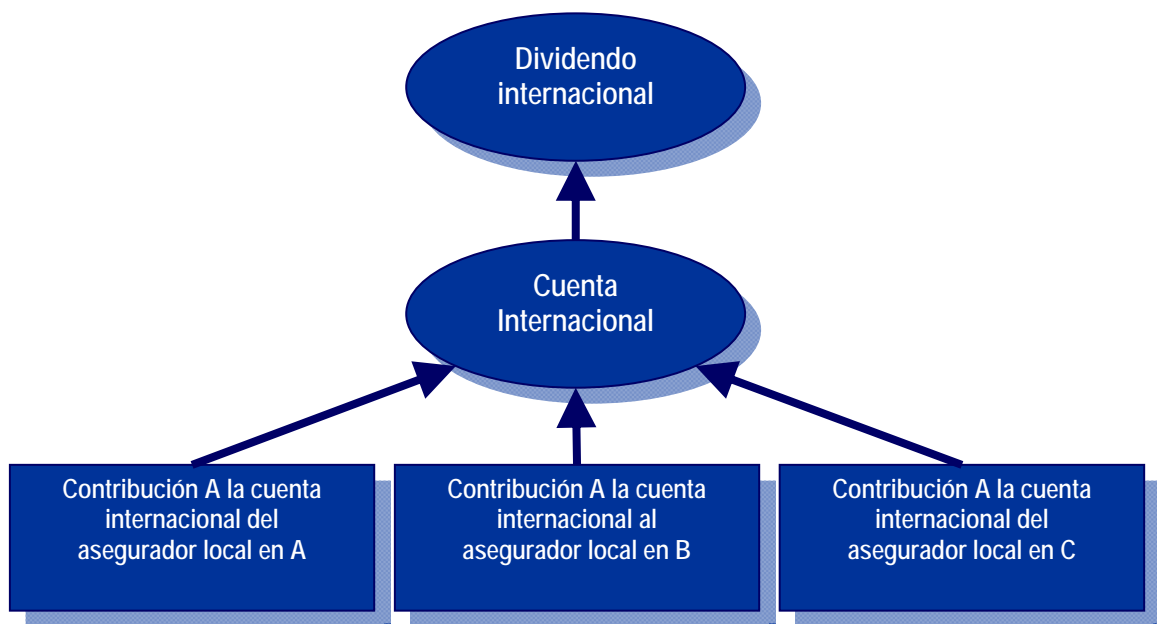 Dividendo
internacional
Cuenta
Internacional
Contribución A la cuenta
internacional del
asegurador local en A
Contribución A la cuenta
internacional al
asegurador local en B
Contribución A la cuenta
internacional del
asegurador local en C